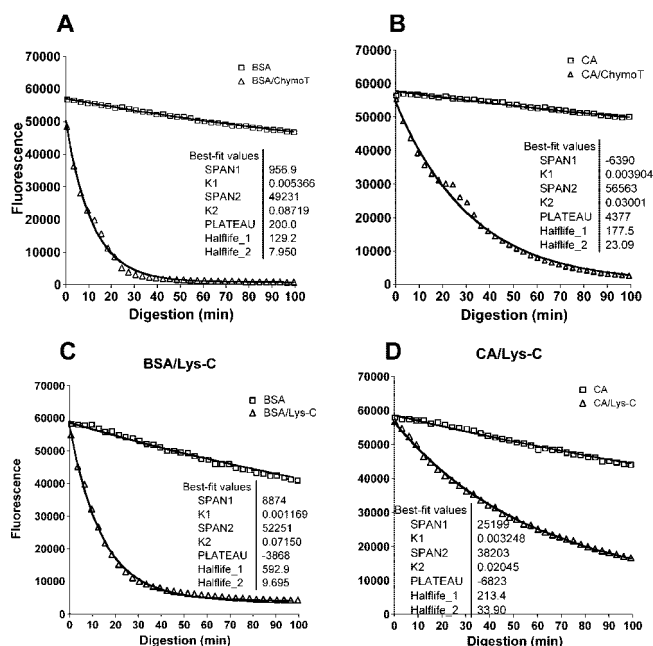 A
70000
60000
50000
40000
30000
20000
10000
0
Fluorescence
BSA
BSA/ChymoT
Best-fit values
SPAN1 956.9
K1 0.005366
SPAN2 49231
K2 0.08719
PLATEAU 200.0
Halflife_1 129.2
Halflife_2 7.950
0 10 20 30 40 50 60 70 80 90 100
Digestion (min)
B
70000
60000
50000
40000
30000
20000
10000
0
CA
CA/ChymoT
Best-fit values
SPAN1 -6390
K1 0.003904
SPAN2 56563
K2 0.03001
PLATEAU 4377
Halflife_1 177.5
Halflife_2 23.09
0 10 20 30 40 50 60 70 80 90 100
Digestion (min)
C
BSA/Lys-C
70000
60000
50000
40000
30000
20000
10000
0
Fluorescence
BSA
BSA/Lys-C
Best-fit values
SPAN1 8874
K1 0.001169
SPAN2 52251
K2 0.07150
PLATEAU -3868
Halflife_1 592.9
Halflife_2 9.695
0 10 20 30 40 50 60 70 80 90 100
Digestion (min)
D
CA/Lys-C
70000
60000
50000
40000
30000
20000
10000
0
CA
CA/Lys-C
Best-fit values
SPAN1 25199
K1 0.003248
SPAN2 38203
K2 0.02045
PLATEAU -6823
Halflife_1 213.4
Halflife_2 33.90
0 10 20 30 40 50 60 70 80 90 100
Digestion (min)